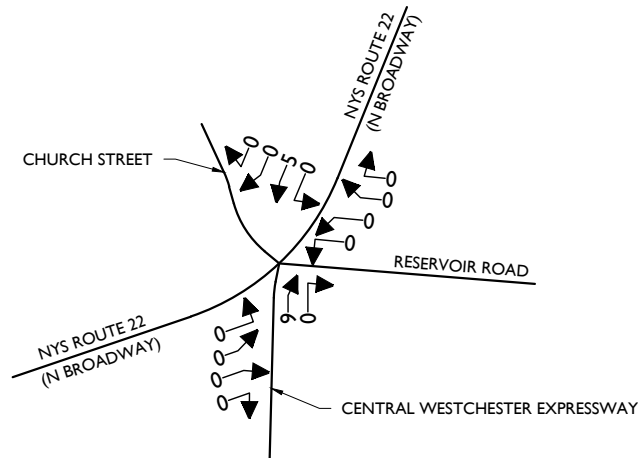 NYS ROUTE 22
(N BROADWAY)
CHURCH STREET
0
0
5
0
0
0
0
0
RESERVOIR ROAD
9
0
NYS ROUTE 22
(N BROADWAY)
0
0
0
0
CENTRAL WESTCHESTER EXPRESSWAY